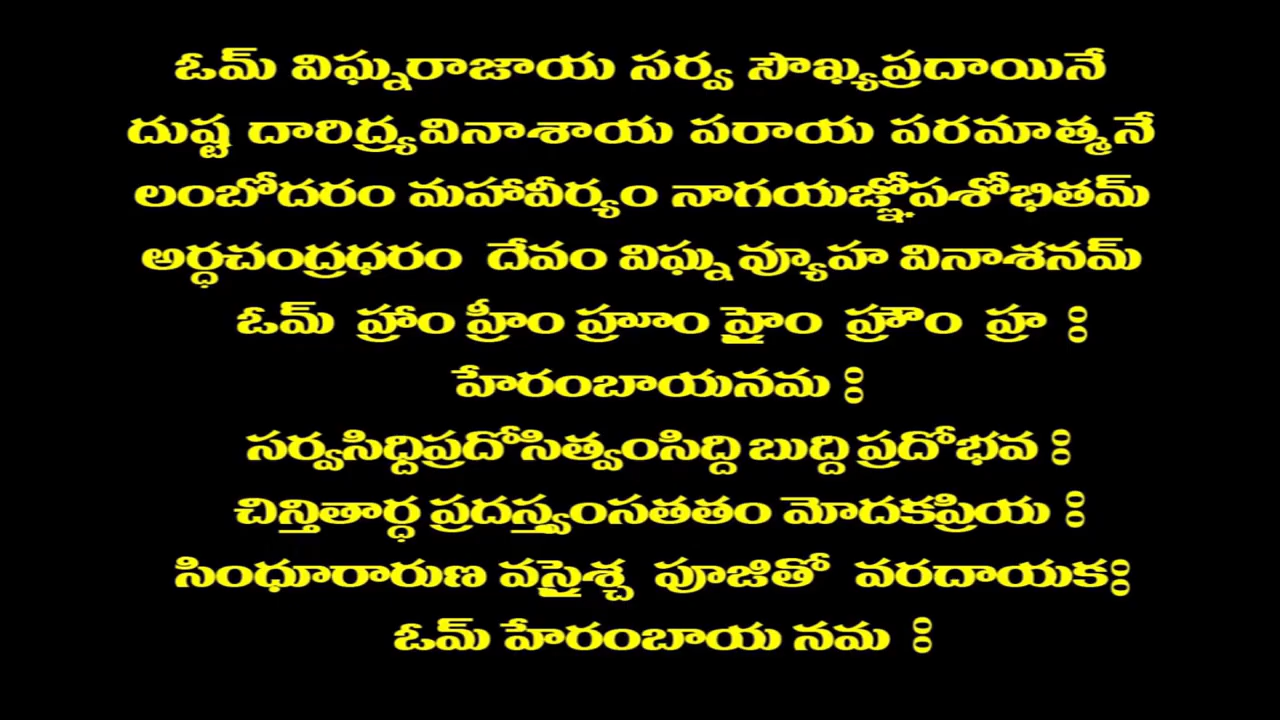 ఓమ్ విఘ్నరాజాయ సర్వ సౌఖ్యప్రదాయినే
దుష్ట దారిద్ర్యవినాశాయ పరాయ పరమాత్మనే
లంబోదరం మహావీర్యం నాగయజ్ఞోపశోభితమ్
అర్ధచంద్రధరం దేవం విఘ్న వ్యూహ వినాశనమ్
ఓమ్ హ్రాం హ్రీం హ్రూం హ్రైం హ్రౌం హ్ర ః
హేరంబాయనమ ః
సర్వసిద్దిప్రదోసిత్వంసిద్ది బుద్ది ప్రదోభవ ః
చిన్తితార్ధ ప్రదస్త్వంసతతం మోదకప్రియ ః
సింధూరారుణ వస్త్రైశ్చ పూజితో వరదాయకః
ఓమ్ హేరంబాయ నమ ః